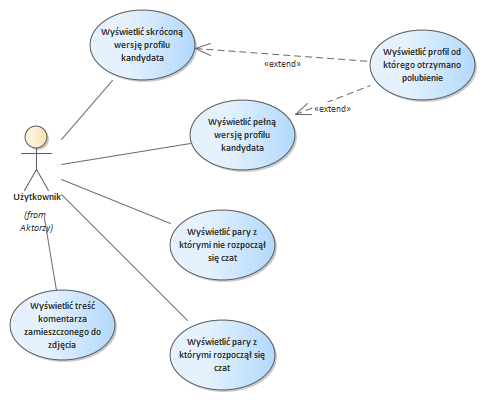 Wyświetlić skróconą
wersję profilu
kandydata
Wyświetlić profil od
którego otrzymano
polubienie
«extend»
«extend»
Wyświetlić pełną
wersję profilu
kandydata
Użytkownik
(from
Aktorzy)
Wyświetlić pary z
którymi nie rozpoczął
się czat
Wyświetlić treść
komentarza
zamieszczonego do
zdjęcia
Wyświetlić pary z
którymi rozpoczął się
czat